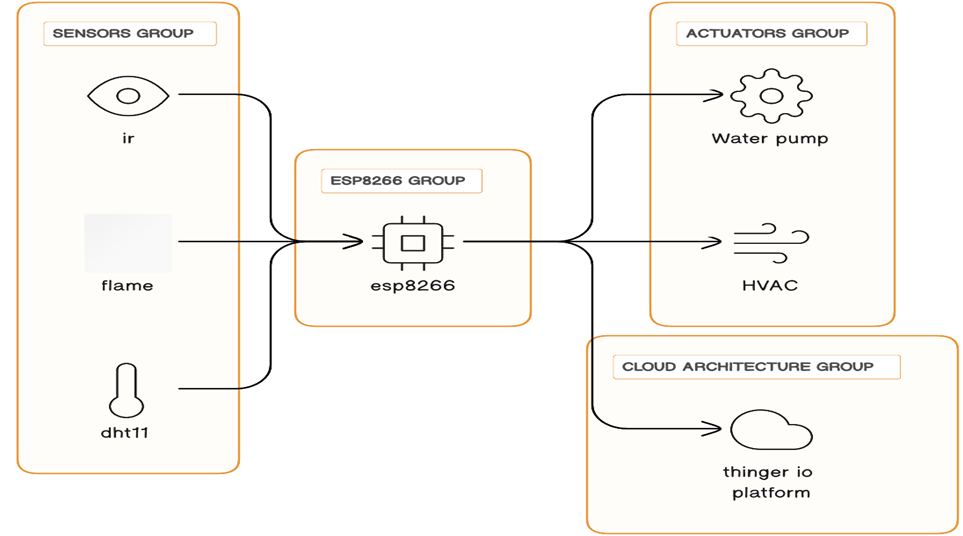 SENSORS GROUP
ir
flame
dht11
ESP8266 GROUP
esp8266
ACTUATORS GROUP
Water pump
HVAC
CLOUD ARCHITECTURE GROUP
thinger io
platform